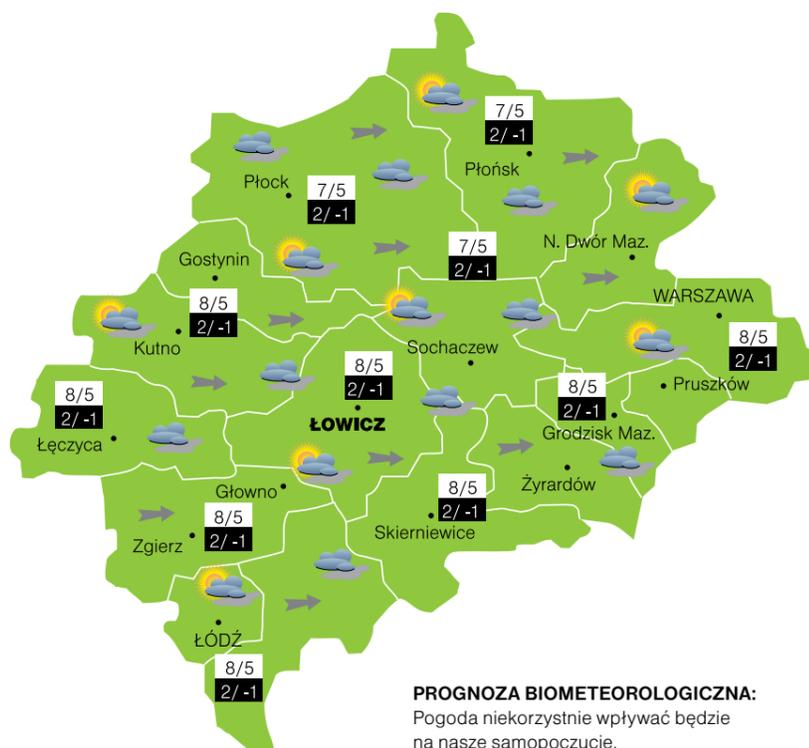 7/5
2/ -1
Płońsk
Płock
7/5
2/ -1
N. Dwór Maz.
7/5
2/ -1
Gostynin
WARSZAWA
8/5
2/ -1
Kutno
8/5
2/ -1
Sochaczew
8/5
2/ -1
ŁOWICZ
Pruszków
8/5
2/ -1
Grodzisk Maz.
8/5
2/ -1
Łęczyca
Żyrardów
Głowno
8/5
2/ -1
Skierniewice
8/5
2/ -1
Zgierz
ŁÓDŹ
8/5
2/ -1
PROGNOZA BIOMETEOROLOGICZNA:
Pogoda niekorzystnie wpływać będzie
na nasze samopoczucie.